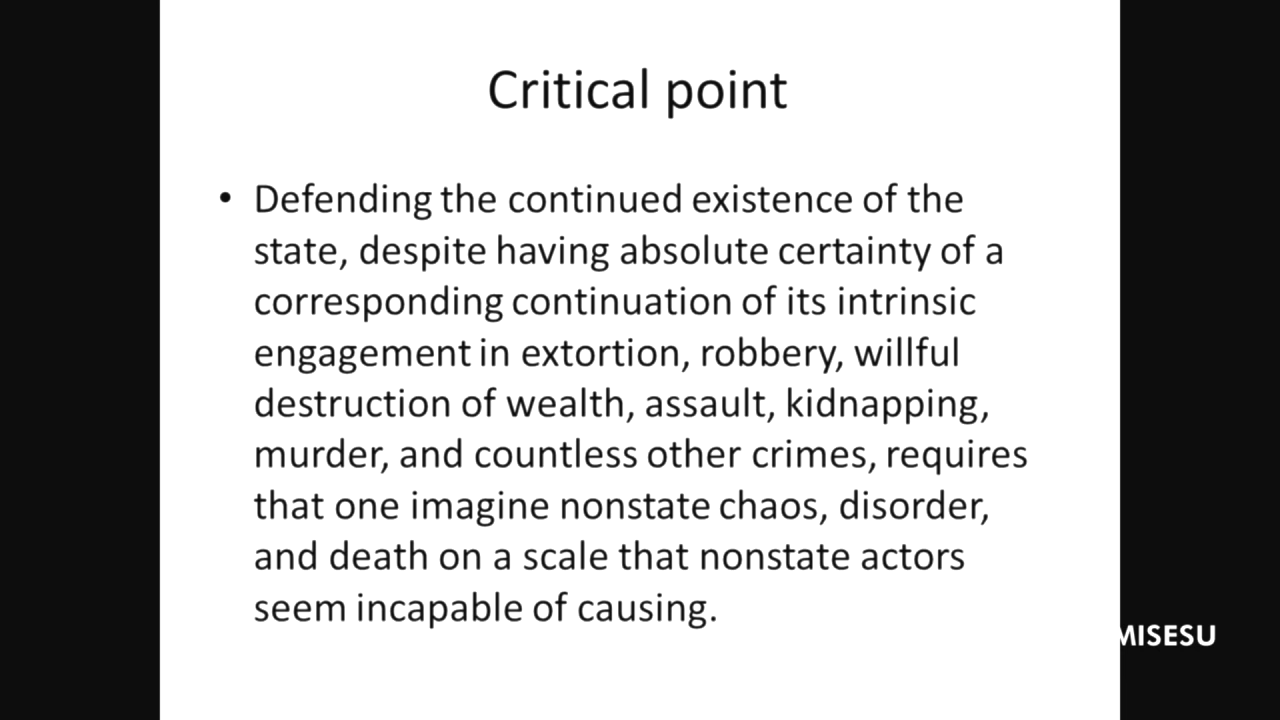 Critical point
• Defending the continued existence of the
state, despite having absolute certainty of a
corresponding continuation of its intrinsic
engagement in extortion, robbery, willful
destruction of wealth, assault, kidnapping,
murder, and countless other crimes, requires
that one imagine nonstate chaos, disorder,
and death on a scale that nonstate actors
seem incapable of causing.
MISESU